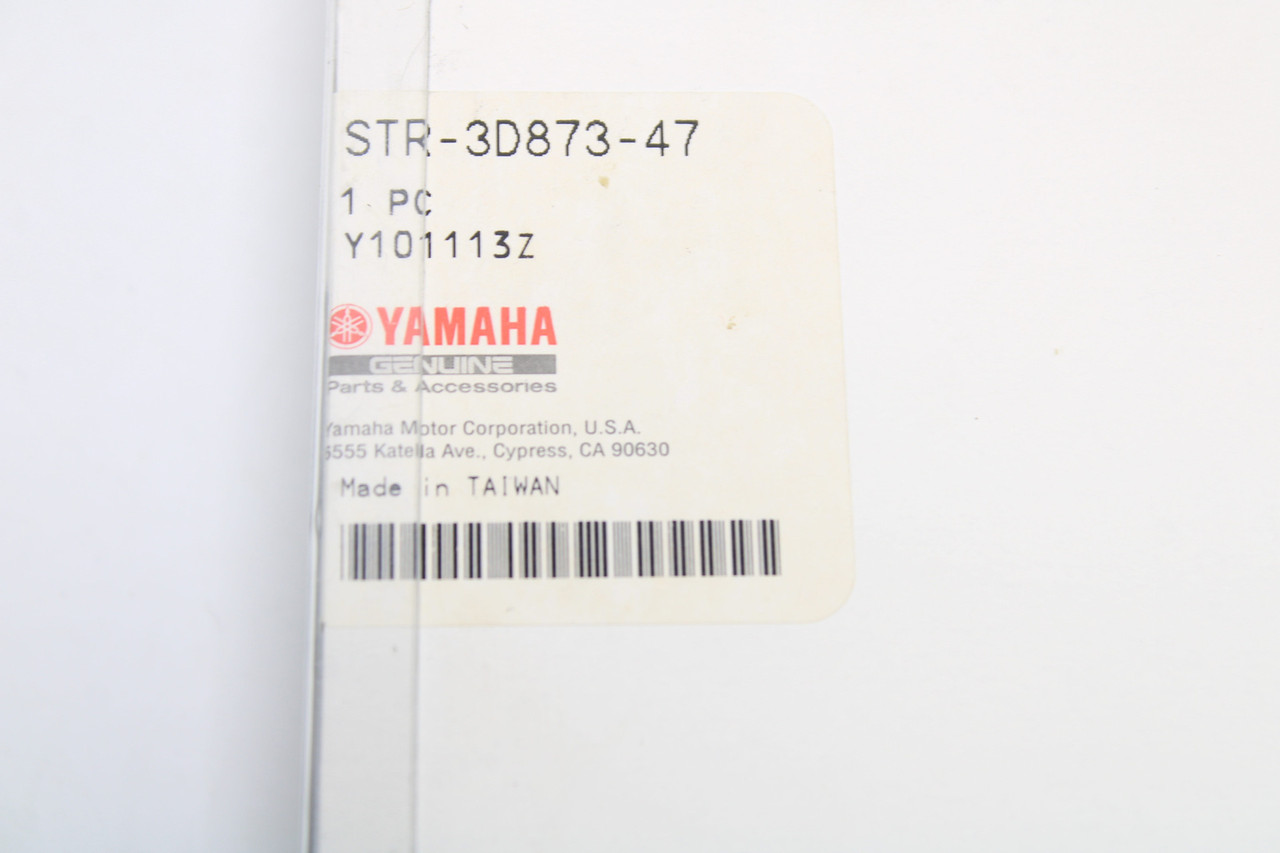 STR-3D873-47
1 PC
Y101113Z
YAMAHA
GENUINE
Parts & Accessories
Yamaha Motor Corporation, U.S.A.
6555 Katella Ave., Cypress, CA 90630
Made in TAIWAN